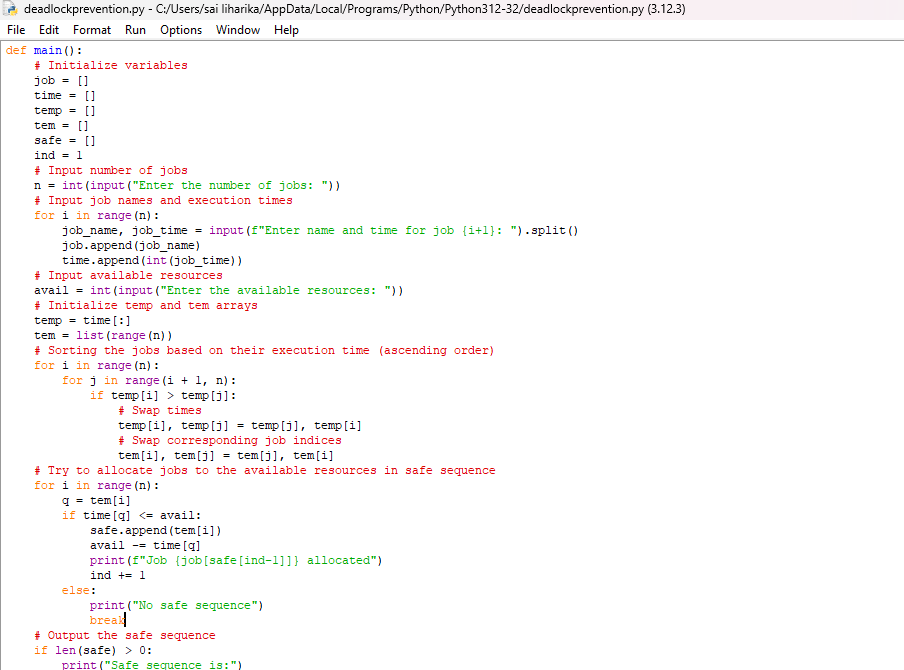 deadlockprevention.py - C:/Users/sai liharika/AppData/Local/Programs/Python/Python312-32/deadlockprevention.py (3.12.3)
File Edit Format Run Options Window Help
def main():
    # Initialize variables
    job = []
    time = []
    temp = []
    tem = []
    safe = []
    ind = 1
    # Input number of jobs
    n = int(input("Enter the number of jobs: "))
    # Input job names and execution times
    for i in range(n):
        job_name, job_time = input(f"Enter name and time for job {i+1}: ").split()
        job.append(job_name)
        time.append(int(job_time))
    # Input available resources
    avail = int(input("Enter the available resources: "))
    # Initialize temp and tem arrays
    temp = time[:]
    tem = list(range(n))
    # Sorting the jobs based on their execution time (ascending order)
    for i in range(n):
        for j in range(i + 1, n):
            if temp[i] > temp[j]:
                # Swap times
                temp[i], temp[j] = temp[j], temp[i]
                # Swap corresponding job indices
                tem[i], tem[j] = tem[j], tem[i]
    # Try to allocate jobs to the available resources in safe sequence
    for i in range(n):
        q = tem[i]
        if time[q] <= avail:
            safe.append(tem[i])
            avail -= time[q]
            print(f"Job {job[safe[ind-1]]} allocated")
            ind += 1
        else:
            print("No safe sequence")
            break
    # Output the safe sequence
    if len(safe) > 0:
        print("Safe sequence is:")